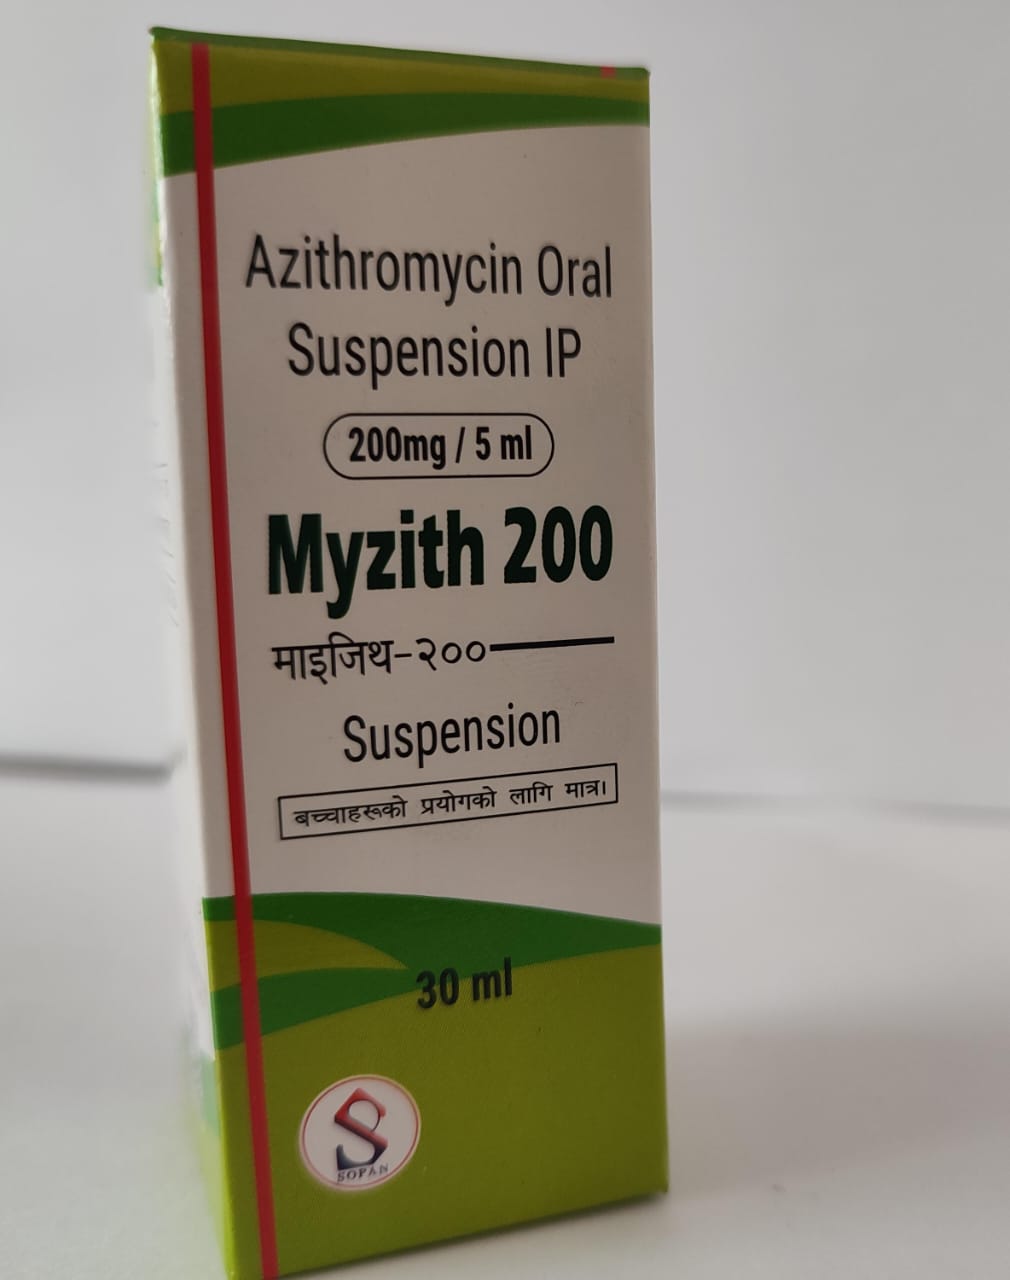 Azithromycin Oral
Suspension IP
200mg / 5 ml
Myzith 200
माइजिथ-२००
Suspension
बच्चाहरूको प्रयोगको लागि मात्र।
30 ml
SOPAN